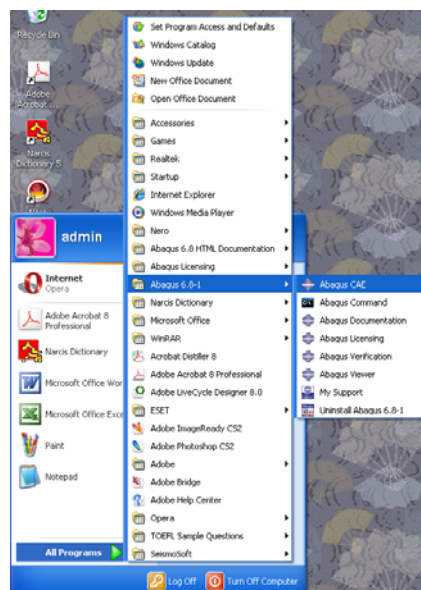 Recycle Bin
Adobe
Acrobat ...
Narcis
Dictionary 5
admin
Internet
Opera
Adobe Acrobat 8
Professional
Narcis Dictionary
Microsoft Office Wor
Microsoft Office Exce
Paint
Notepad
All Programs
Set Program Access and Defaults
Windows Catalog
Windows Update
New Office Document
Open Office Document
Accessories
Games
Realtek
Startup
Internet Explorer
Windows Media Player
Nero
Abaqus 6.8 HTML Documentation
Abaqus Licensing
Abaqus 6.8-1
Narcis Dictionary
Microsoft Office
WinRAR
Acrobat Distiller 8
Adobe Acrobat 8 Professional
Adobe LiveCycle Designer 8.0
ESET
Adobe ImageReady CS2
Adobe Photoshop CS2
Adobe
Adobe Bridge
Adobe Help Center
Opera
TOEFL Sample Questions
SeismoSoft
Abaqus CAE
Abaqus Command
Abaqus Documentation
Abaqus Licensing
Abaqus Verification
Abaqus Viewer
My Support
Uninstall Abaqus 6.8-1
Log Off
Turn Off Computer